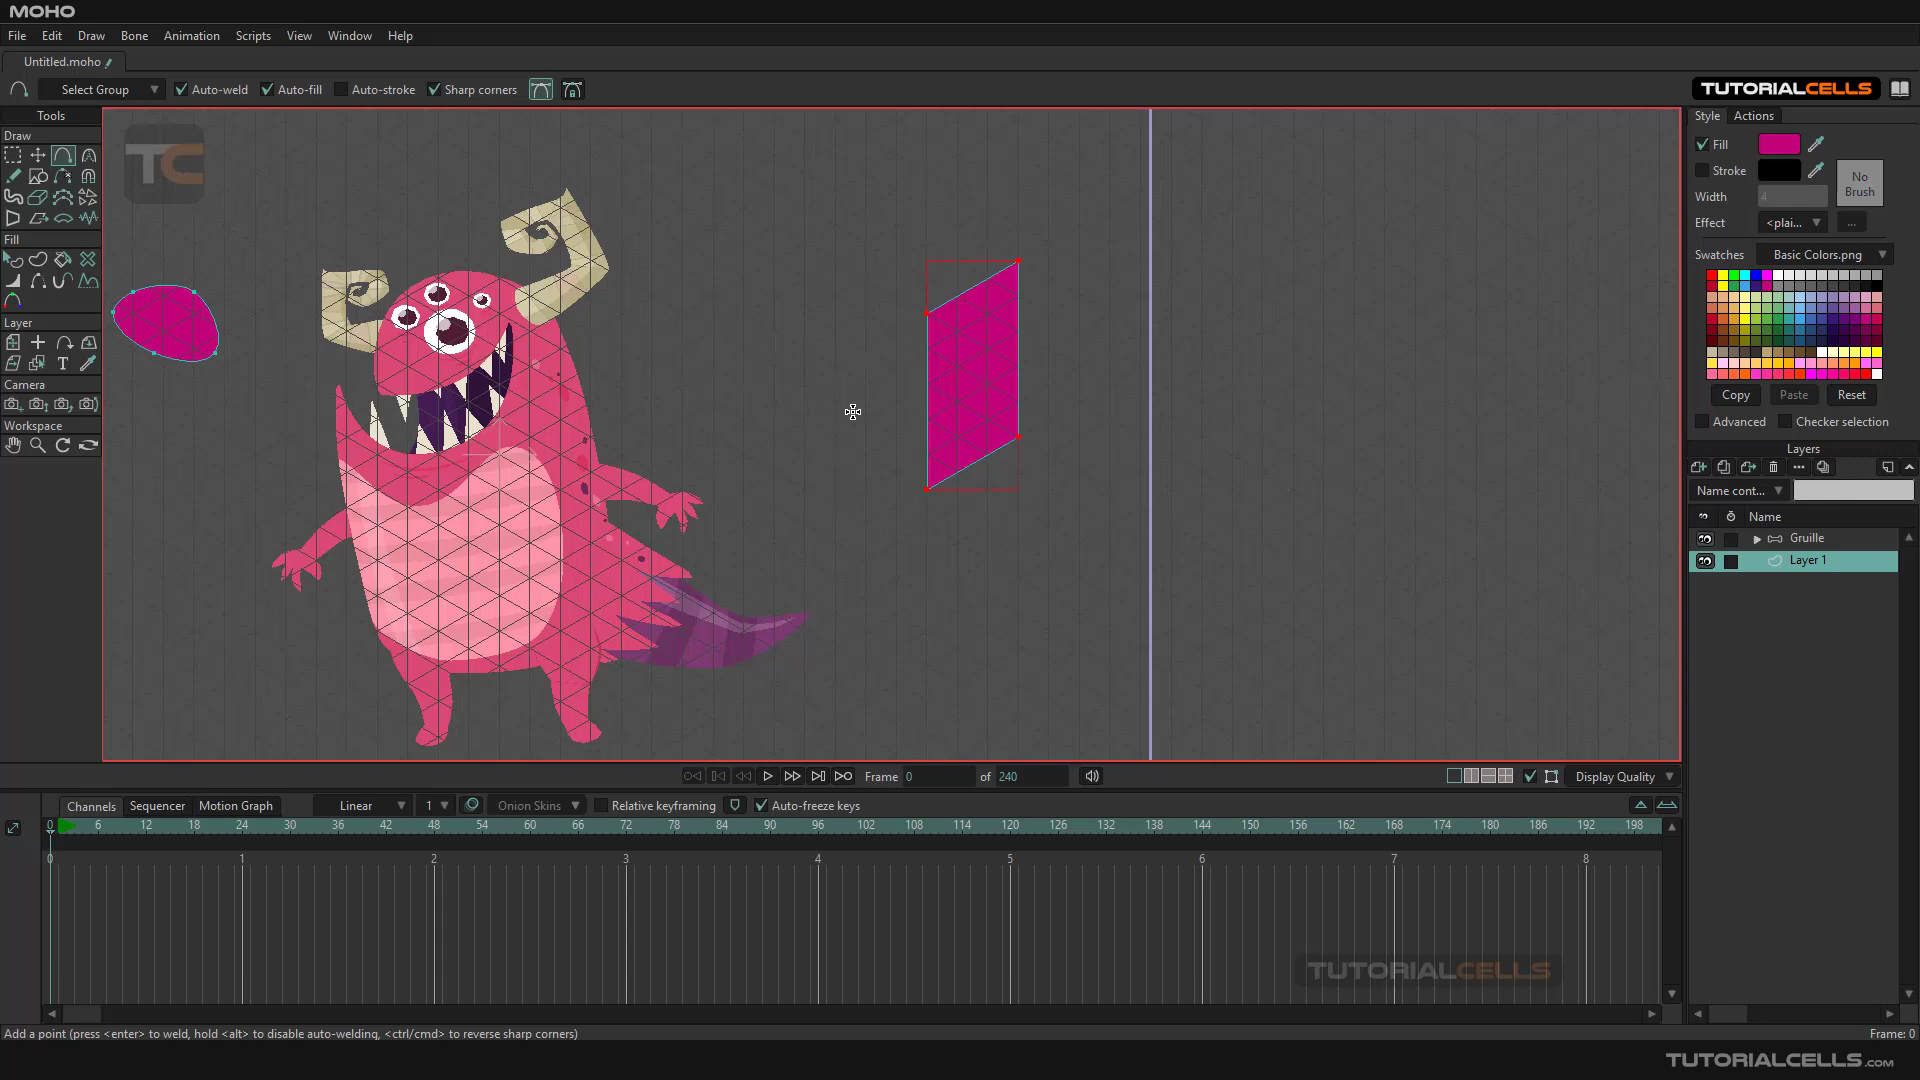 MOHO
File Edit Draw Bone Animation Scripts View Window Help
Untitled.moho
Select Group Auto-weld Auto-fill Auto-stroke Sharp corners
TUTORIALCELLS
Tools
Draw
Fill
Layer
Camera
Workspace
TC
Style Actions
Fill
Stroke
No Brush
Width 4
Effect <plai... ...
Swatches Basic Colors.png
Copy Paste Reset
Advanced Checker selection
Layers
Name cont...
Name
Gruille
Layer 1
Frame 0 of 240
Display Quality
Channels Sequencer Motion Graph Linear 1 Onion Skins Relative keyframing Auto-freeze keys
0 6 12 18 24 30 36 42 48 54 60 66 72 78 84 90 96 102 108 114 120 126 132 138 144 150 156 162 168 174 180 186 192 198
0 1 2 3 4 5 6 7 8
TUTORIALCELLS
Add a point (press <enter> to weld, hold <alt> to disable auto-welding, <ctrl/cmd> to reverse sharp corners)
Frame: 0
TUTORIALCELLS.COM